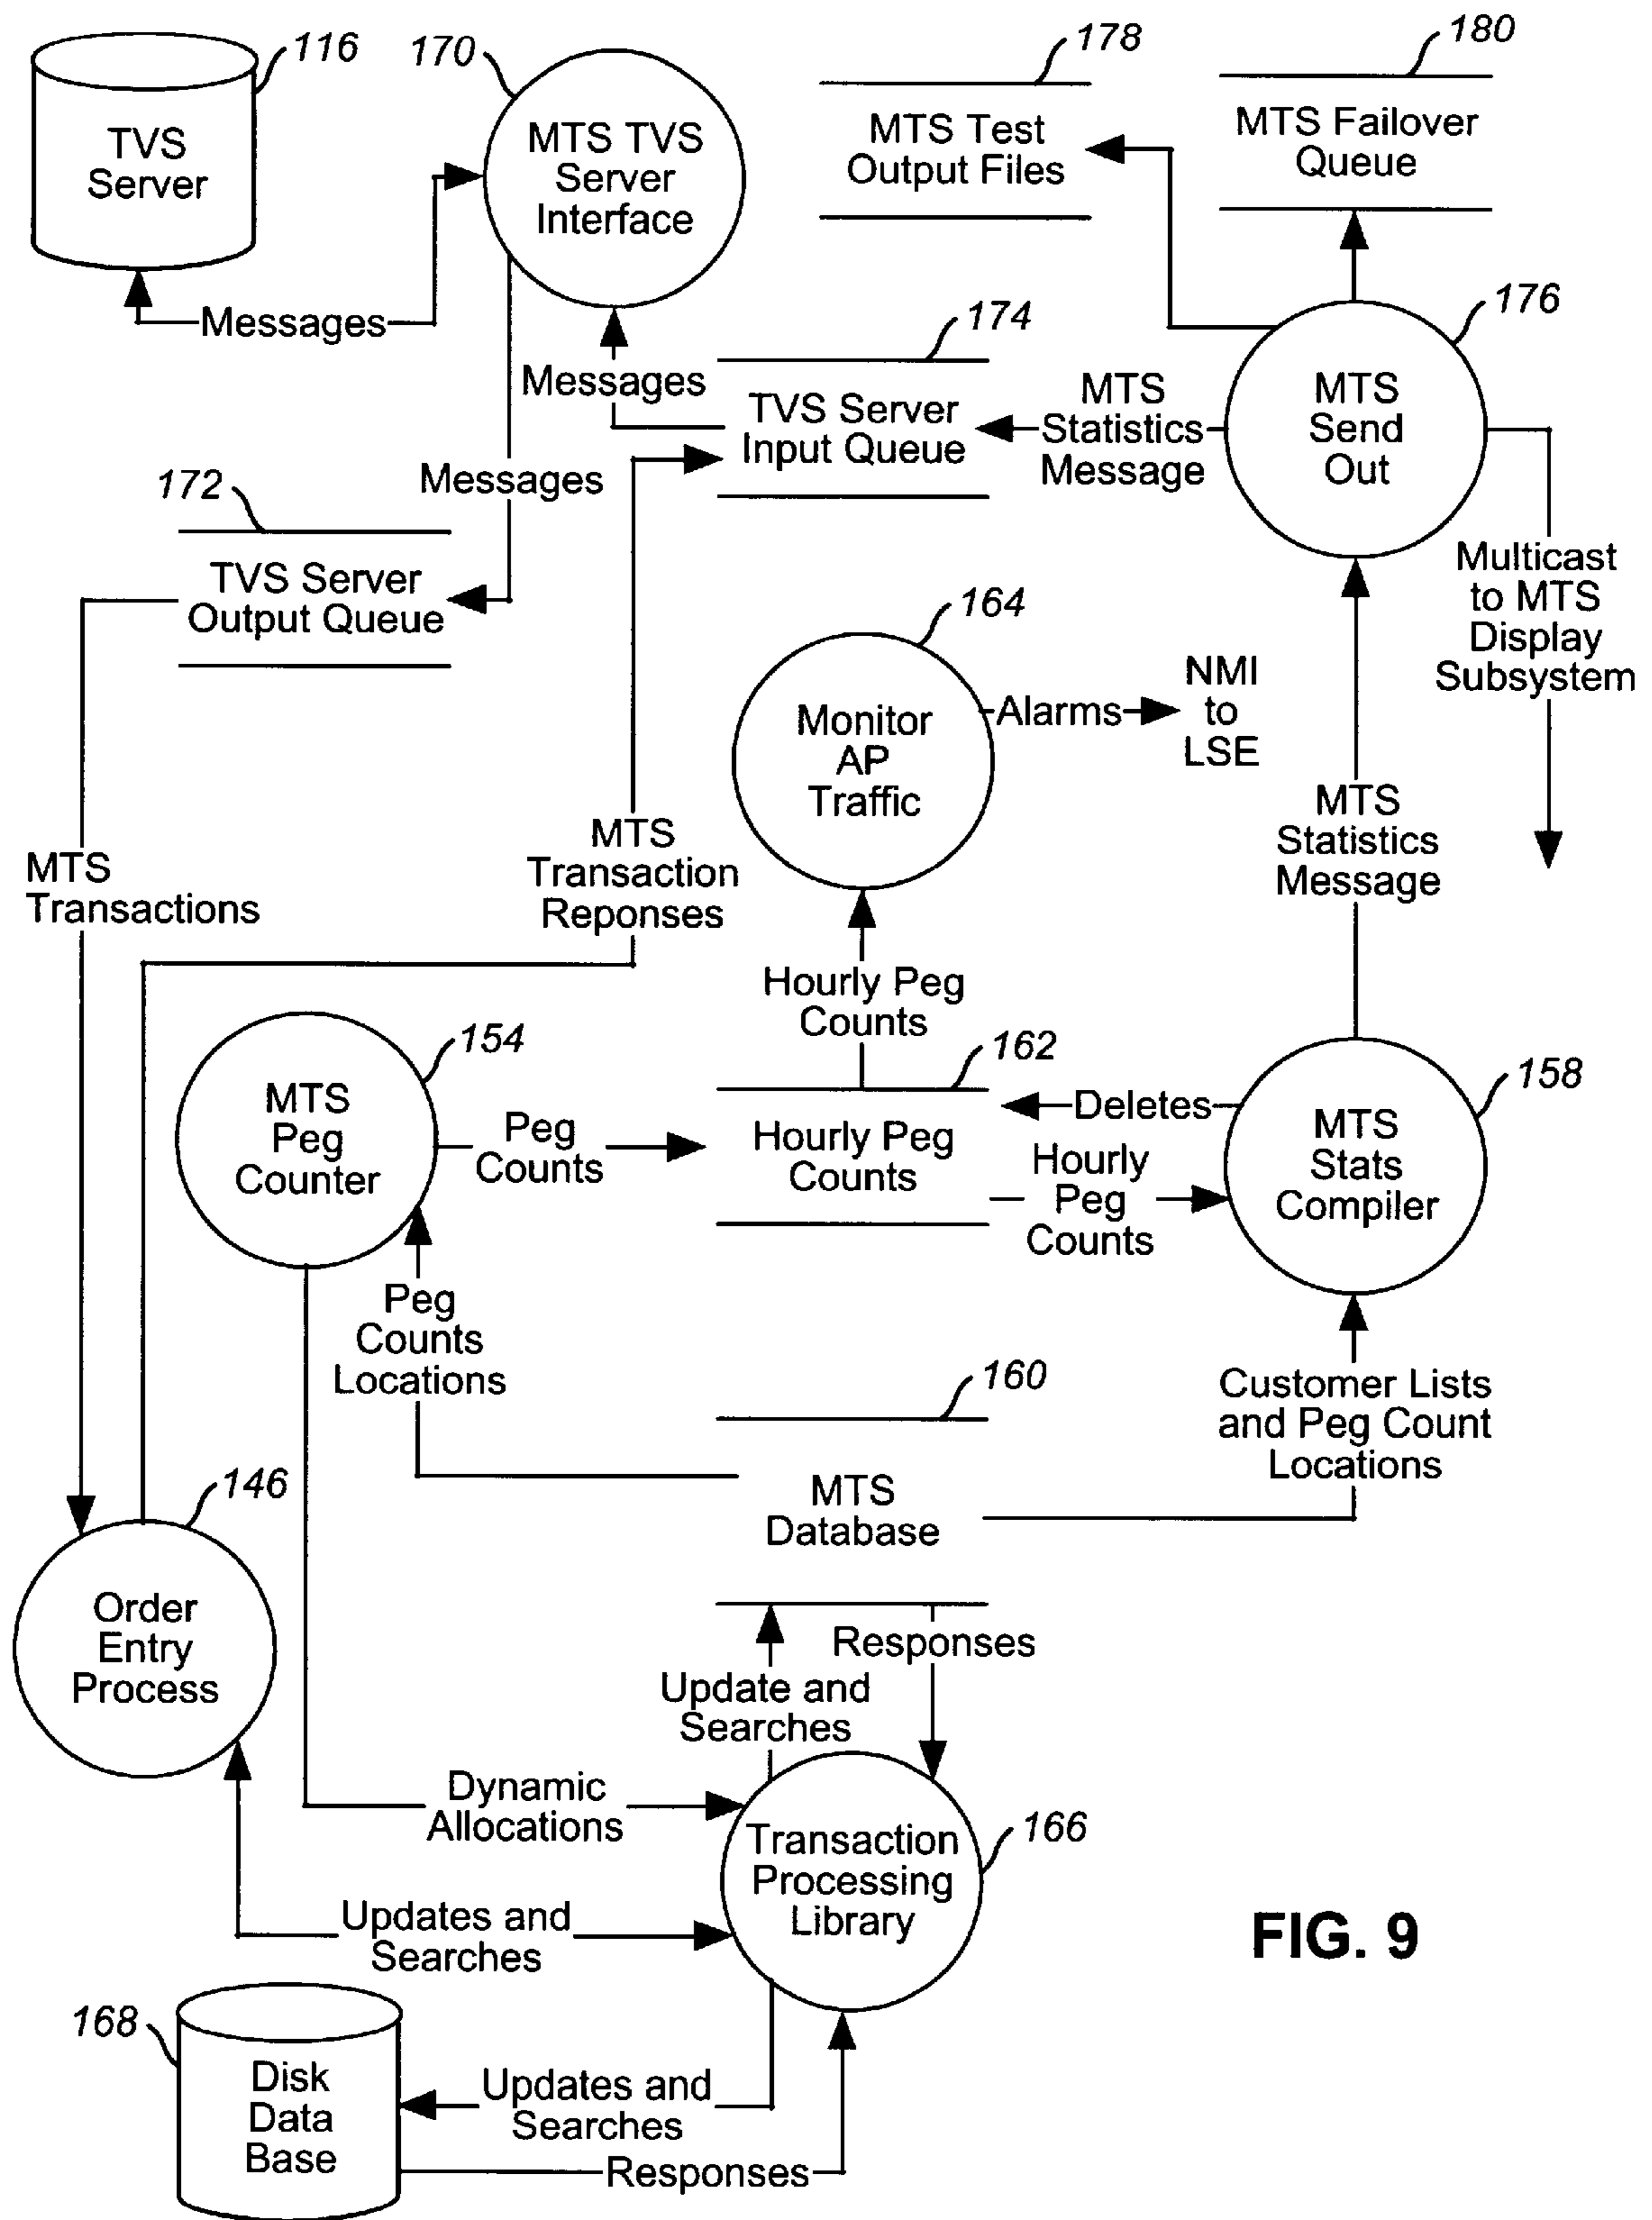 116
170
178
180
TVS
Server
MTS TVS
Server
Interface
MTS Test
Output Files
MTS Failover
Queue
Messages
174
176
Messages
TVS Server
Input Queue
MTS
Statistics
Message
MTS
Send
Out
Messages
172
TVS Server
Output Queue
Multicast
to MTS
Display
Subsystem
164
Monitor
AP
Traffic
Alarms
NMI
to
LSE
MTS
Transactions
MTS
Transaction
Reponses
MTS
Statistics
Message
Hourly Peg
Counts
154
162
158
MTS
Peg
Counter
Peg
Counts
Hourly Peg
Counts
Deletes
Hourly
Peg
Counts
MTS
Stats
Compiler
Peg
Counts
Locations
160
Customer Lists
and Peg Count
Locations
146
MTS
Database
Order
Entry
Process
Responses
Update and
Searches
Dynamic
Allocations
166
Transaction
Processing
Library
Updates and
Searches
FIG. 9
168
Disk
Data
Base
Updates and
Searches
Responses